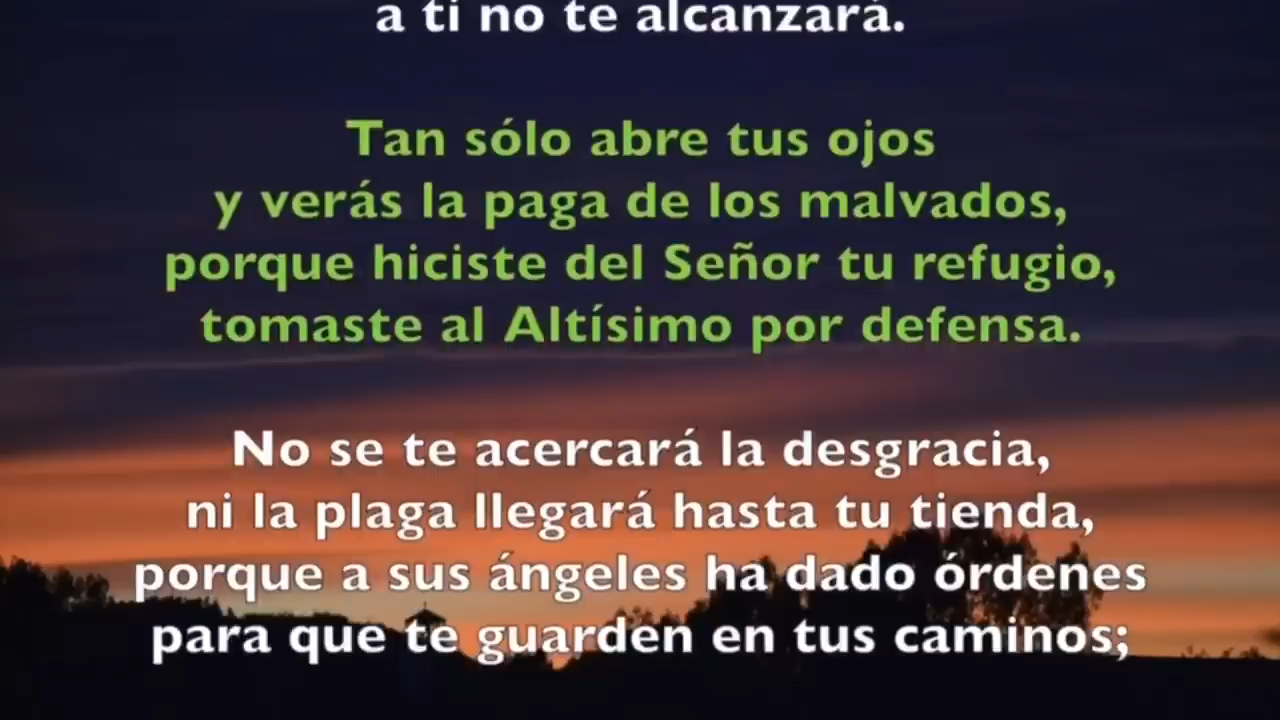 a ti no te alcanzará.
Tan sólo abre tus ojos
y verás la paga de los malvados,
porque hiciste del Señor tu refugio,
tomaste al Altísimo por defensa.
No se te acercará la desgracia,
ni la plaga llegará hasta tu tienda,
porque a sus ángeles ha dado órdenes
para que te guarden en tus caminos;